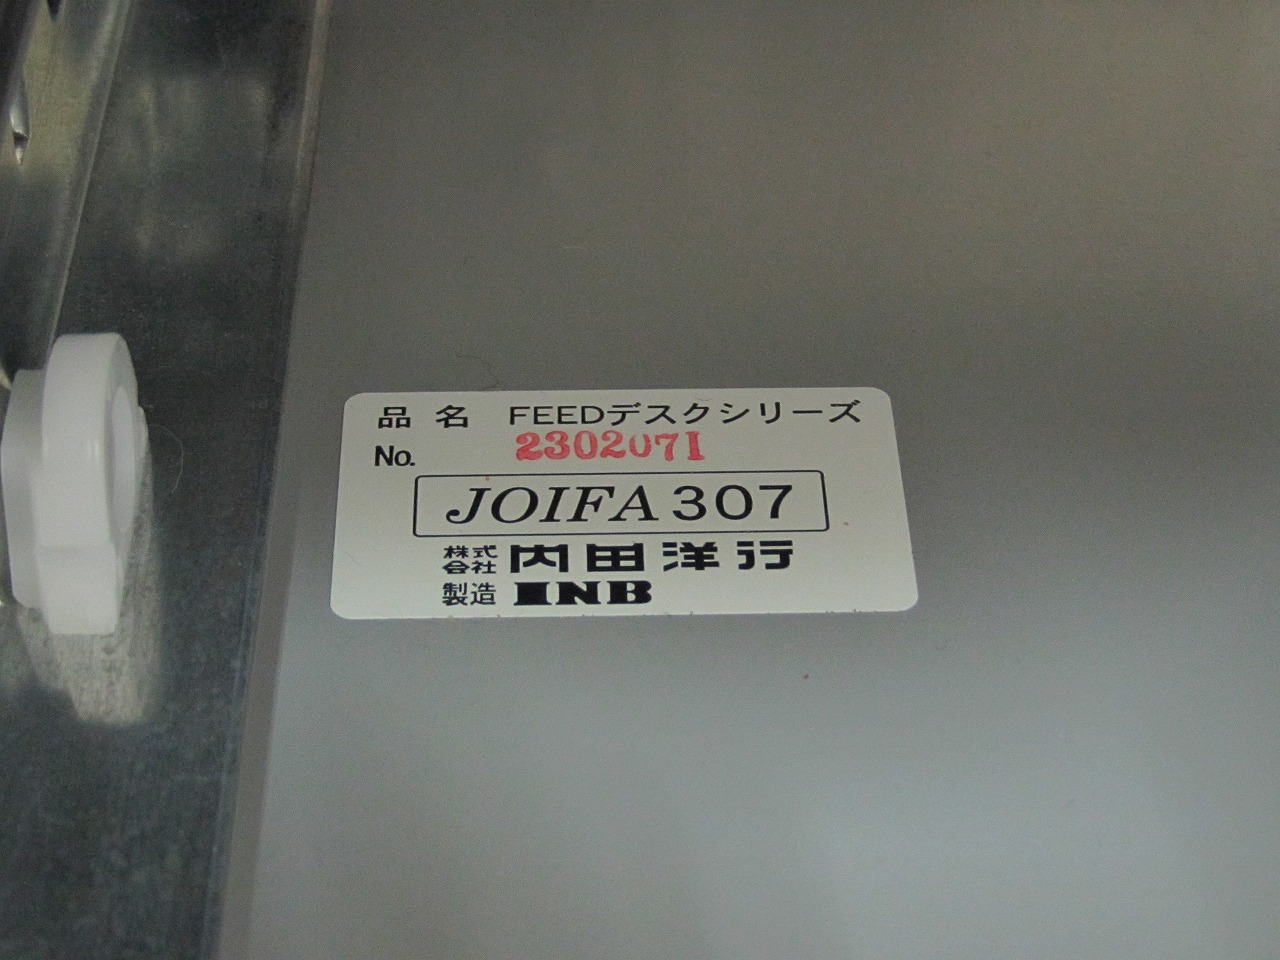 品名 FEEDデスクシリーズ
No. 2302071
JOIFA 307
株式会社 内田洋行
製造 INB